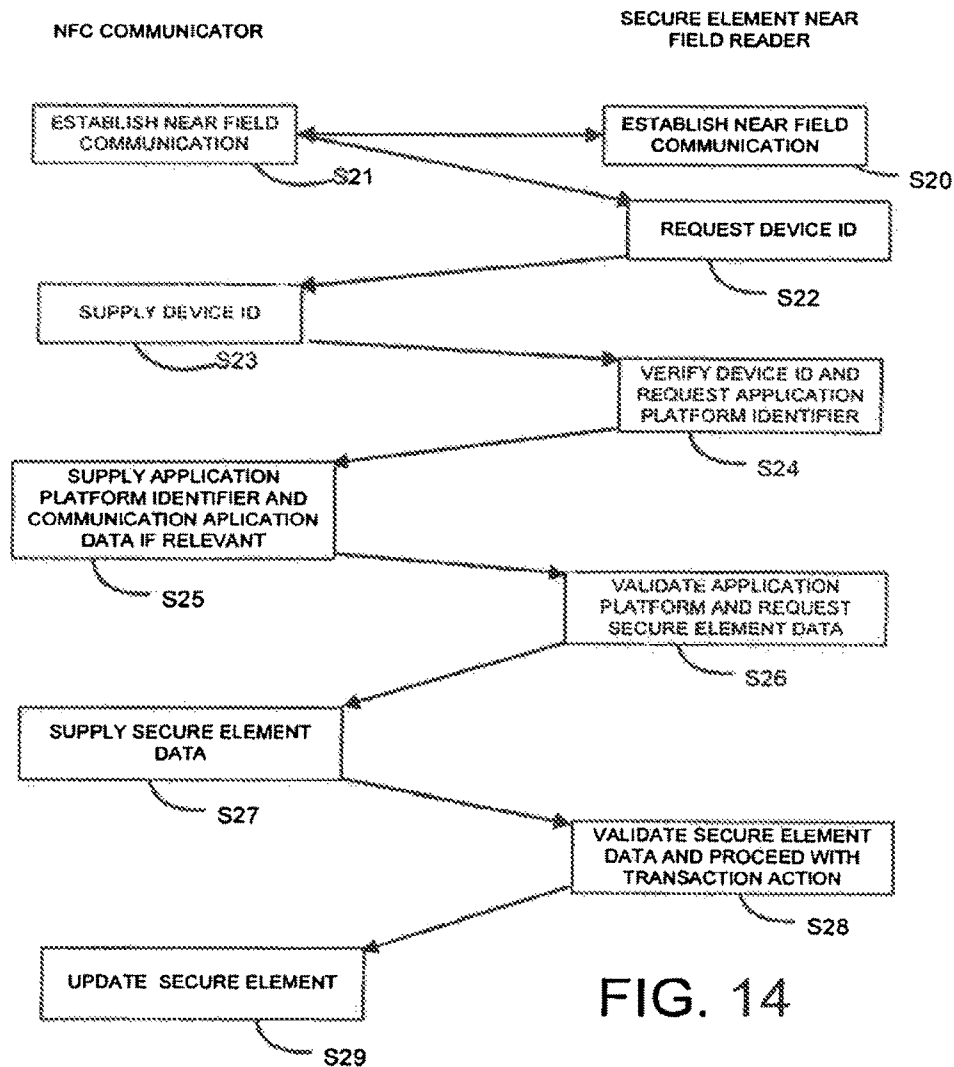 NFC COMMUNICATOR
SECURE ELEMENT NEAR
FIELD READER
ESTABLISH NEAR FIELD
COMMUNICATION
S21
ESTABLISH NEAR FIELD
COMMUNICATION
S20
REQUEST DEVICE ID
S22
SUPPLY DEVICE ID
S23
VERIFY DEVICE ID AND
REQUEST APPLICATION
PLATFORM IDENTIFIER
S24
SUPPLY APPLICATION
PLATFORM IDENTIFIER AND
COMMUNICATION APLICATION
DATA IF RELEVANT
S25
VALIDATE APPLICATION
PLATFORM AND REQUEST
SECURE ELEMENT DATA
S26
SUPPLY SECURE ELEMENT
DATA
S27
VALIDATE SECURE ELEMENT
DATA AND PROCEED WITH
TRANSACTION ACTION
S28
UPDATE SECURE ELEMENT
S29
FIG. 14